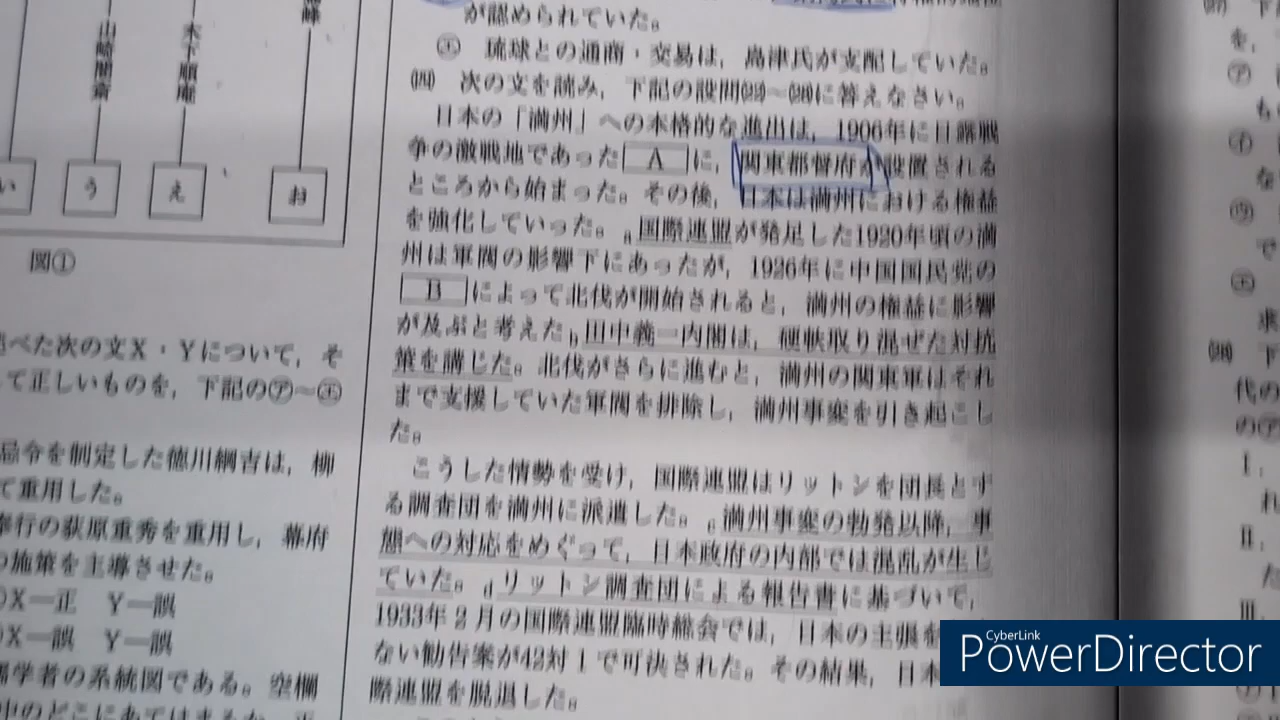 が認められていた。
㋓ 琉球との通商・交易は，島津氏が支配していた。
㈣ 次の文を読み，下記の設問に答えなさい。
日本の「満州」への本格的な進出は，1906年に日露戦
争の激戦地であった A に，関東都督府が設置される
ところから始まった。その後，日本は満州における権益
を強化していった。a国際連盟が発足した1920年頃の満
州は軍閥の影響下にあったが，1926年に中国国民党の
B によって北伐が開始されると，満州の権益に影響
が及ぶと考えたb田中義一内閣は，硬軟取り混ぜた対抗
策を講じた。北伐がさらに進むと，満州の関東軍はそれ
まで支援していた軍閥を排除し，満州事変を引き起こし
た。
こうした情勢を受け，国際連盟はリットンを団長とす
る調査団を満州に派遣した。c満州事変の勃発以降，事
態への対応をめぐって，日本政府の内部では混乱が生じ
ていた。dリットン調査団による報告書に基づいて，
1933年2月の国際連盟臨時総会では，日本の主張を
ない勧告案が42対1で可決された。その結果，日本
際連盟を脱退した。
山崎闇斎
木下順庵
い
う
え
お
図①
べた次の文X・Yについて，そ
て正しいものを，下記の㋐～㋓
忌令を制定した徳川綱吉は，柳
て重用した。
奉行の荻原重秀を重用し，幕府
の施策を主導させた。
X―正 Y―誤
X―誤 Y―誤
儒学者の系統図である。空欄
CyberLink
PowerDirector